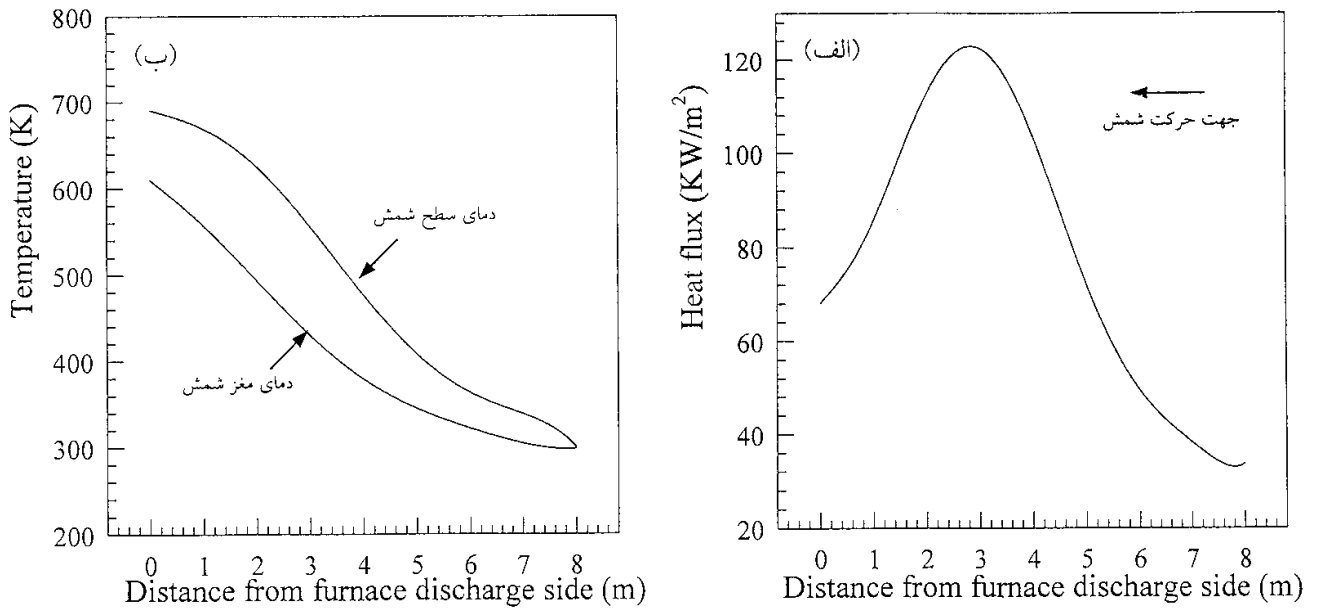 800
700
600
500
400
300
200
Temperature (K)
(ب)
دمای سطح شمش
دمای مغز شمش
0 1 2 3 4 5 6 7 8
Distance from furnace discharge side (m)
120
100
80
60
40
20
Heat flux (KW/m²)
(الف)
جهت حرکت شمش
0 1 2 3 4 5 6 7 8
Distance from furnace discharge side (m)